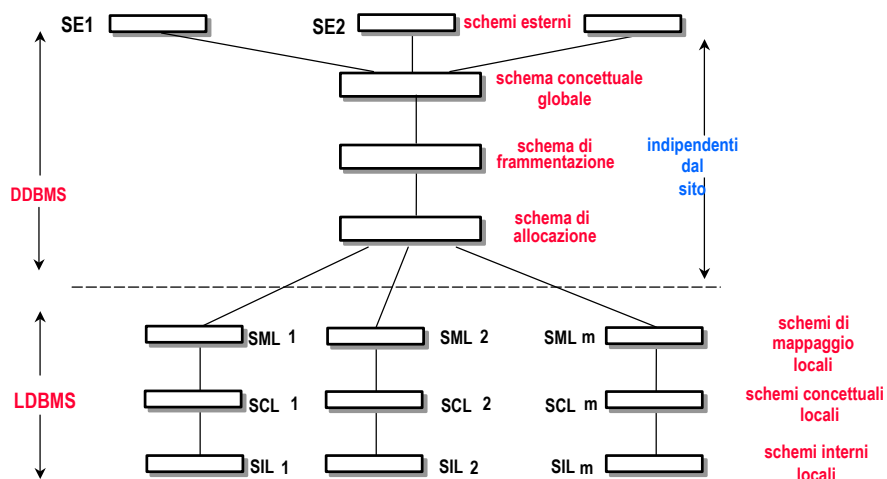 SE1
SE2
schemi esterni
schema concettuale
globale
schema di
frammentazione
indipendenti
dal
sito
DDBMS
schema di
allocazione
SML 1
SML 2
SML m
schemi di
mappaggio
locali
LDBMS
SCL 1
SCL 2
SCL m
schemi concettuali
locali
SIL 1
SIL 2
SIL m
schemi interni
locali